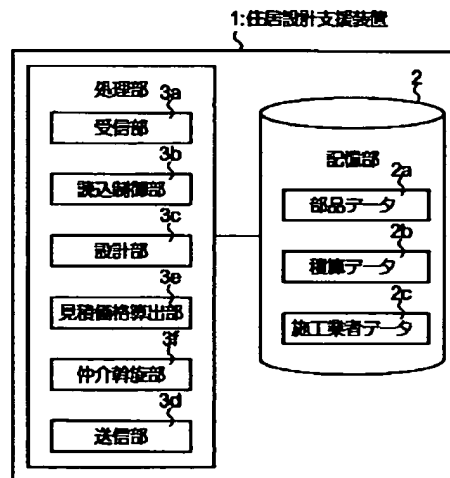 1:住居設計支援装置
処理部
3a
受信部
3b
読込制御部
3c
設計部
3e
見積価格算出部
3f
仲介斡旋部
3d
送信部
2
記憶部
2a
部品データ
2b
積算データ
2c
施工業者データ